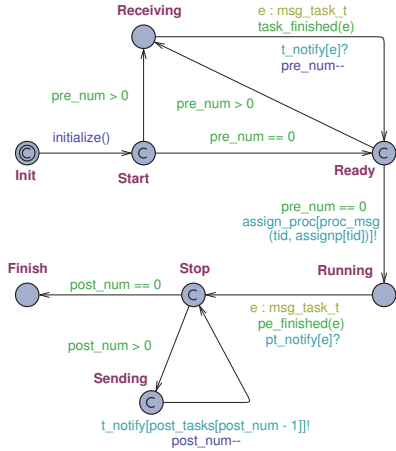 Receiving
e : msg_task_t
task_finished(e)
t_notify[e]?
pre_num--
pre_num > 0
pre_num > 0
initialize()
pre_num == 0
C
C
C
Init
Start
Ready
pre_num == 0
assign_proc[proc_msg
(tid, assignp[tid])]!
Finish
Stop
Running
post_num == 0
C
e : msg_task_t
pe_finished(e)
pt_notify[e]?
post_num > 0
Sending
C
t_notify[post_tasks[post_num - 1]]!
post_num--